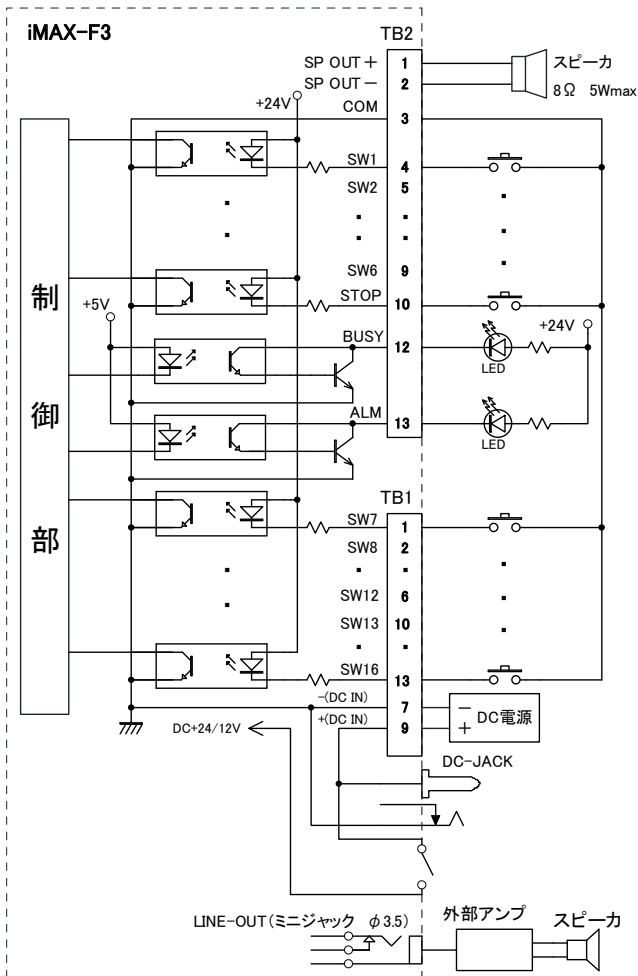 iMAX-F3
TB2
SP OUT+ 1 スピーカ
SP OUT- 2 8Ω 5Wmax
+24V
COM 3
SW1 4
SW2 5
SW6 9
STOP 10
+5V
+24V
BUSY 12
LED
ALM 13
LED
制
御
部
TB1
SW7 1
SW8 2
SW12 6
SW13 10
SW16 13
-(DC IN) 7 - DC電源
+(DC IN) 9 +
DC+24/12V
DC-JACK
LINE-OUT(ミニジャック φ3.5)
外部アンプ
スピーカ